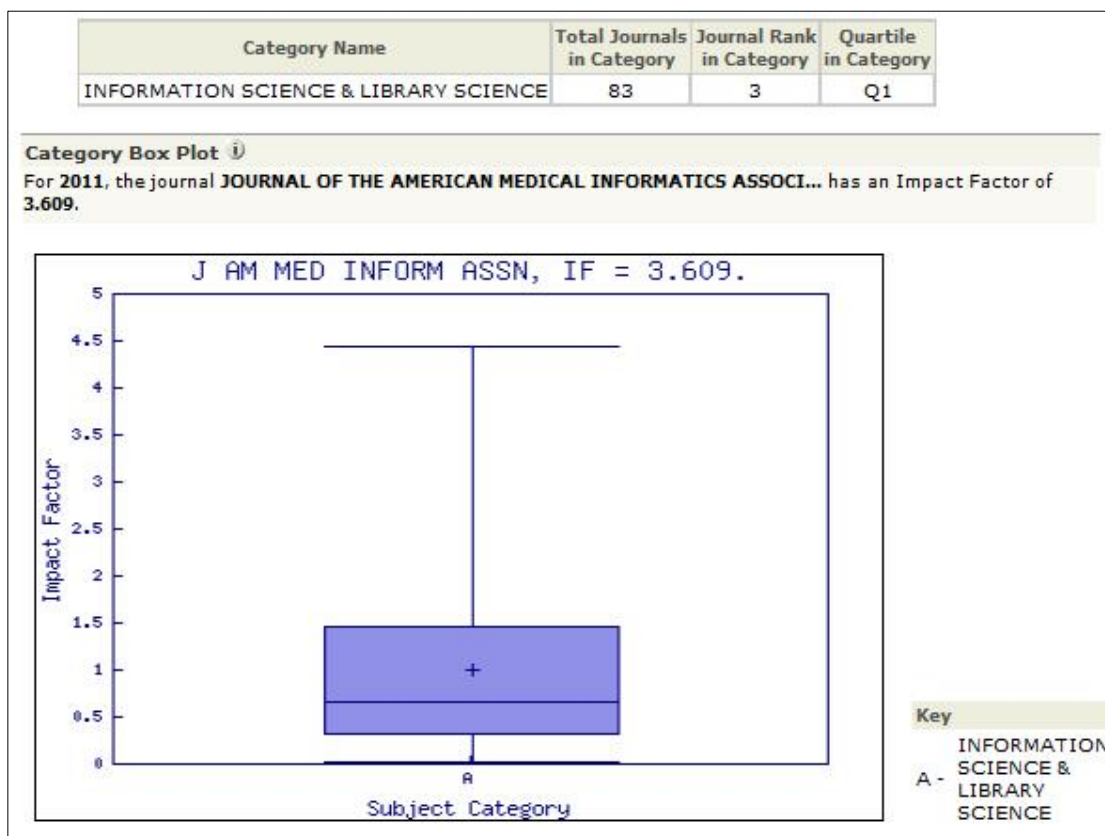 Category Name Total Journals in Category Journal Rank in Category Quartile in Category
INFORMATION SCIENCE & LIBRARY SCIENCE 83 3 Q1
Category Box Plot i
For 2011, the journal JOURNAL OF THE AMERICAN MEDICAL INFORMATICS ASSOCI... has an Impact Factor of
3.609.
J AM MED INFORM ASSN, IF = 3.609.
5
4.5
4
3.5
3
2.5
2
1.5
1
0.5
0
Impact Factor
A
Subject Category
Key
A -
INFORMATION
SCIENCE &
LIBRARY
SCIENCE